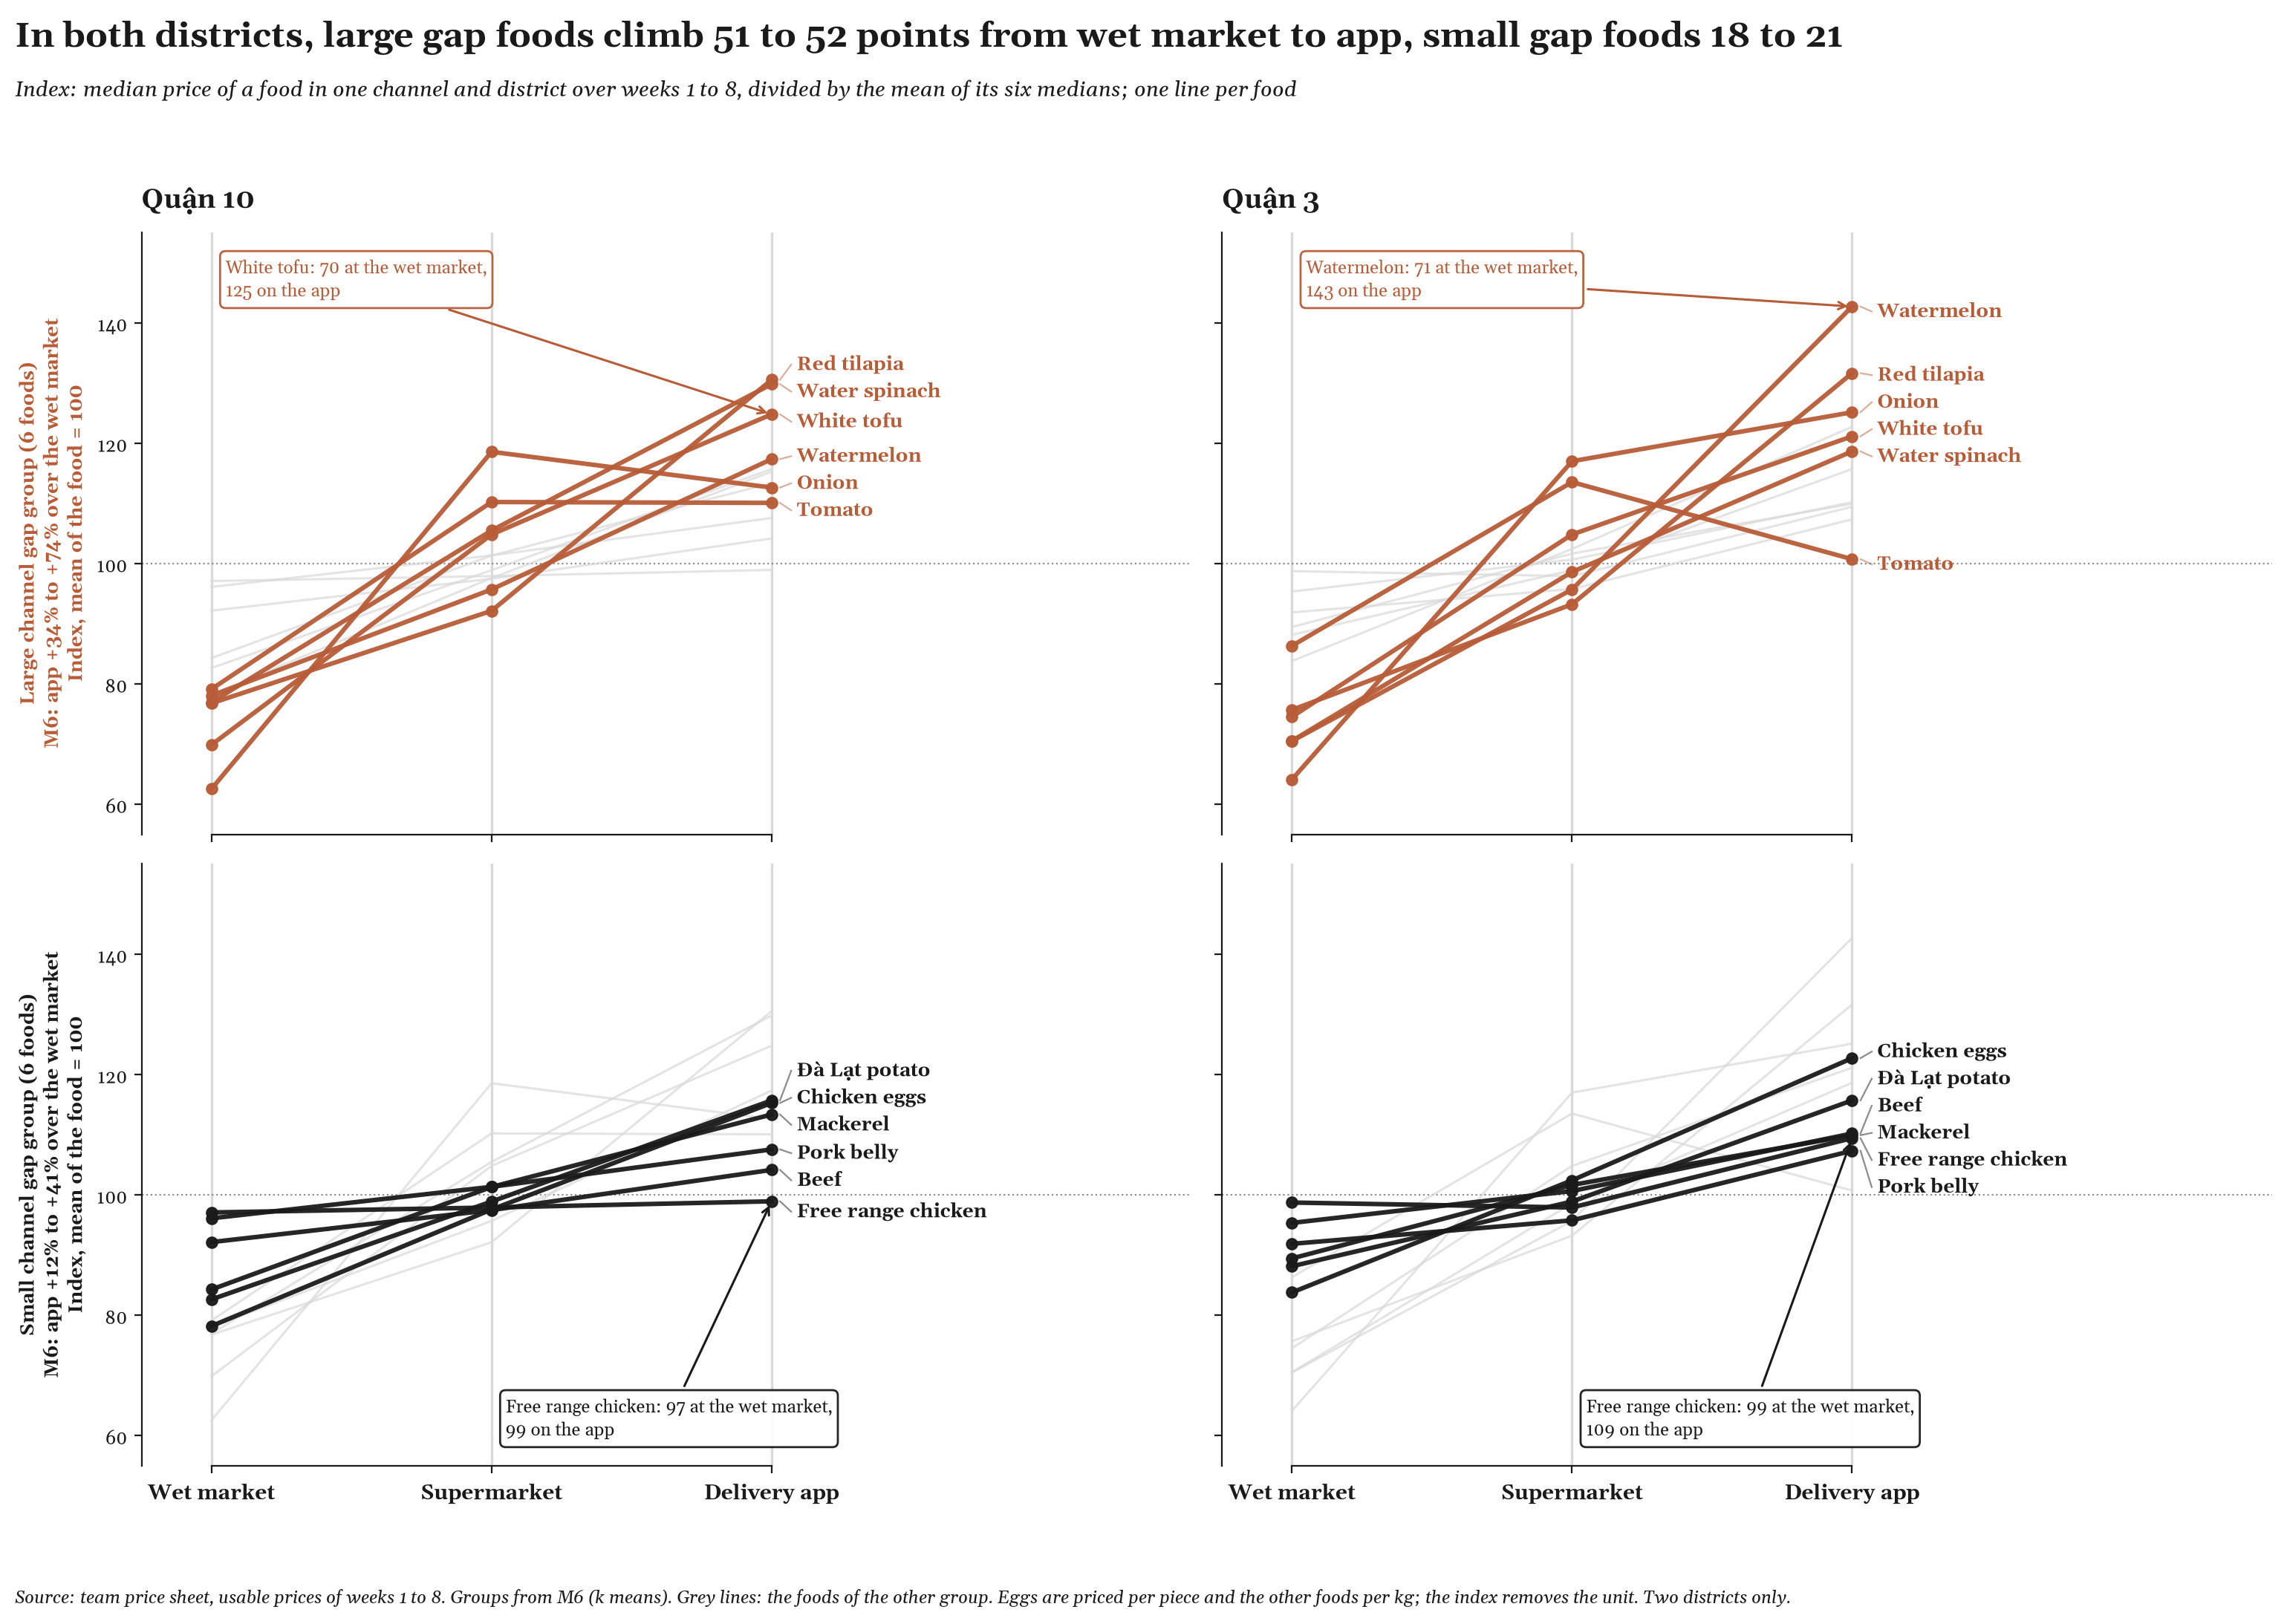 In both districts, large gap foods climb 51 to 52 points from wet market to app, small gap foods 18 to 21
Index: median price of a food in one channel and district over weeks 1 to 8, divided by the mean of its six medians; one line per food
Quận 10
Large channel gap group (6 foods)
M6: app +34% to +74% over the wet market
Index, mean of the food = 100
140
120
100
80
60
White tofu: 70 at the wet market,
125 on the app
Red tilapia
Water spinach
White tofu
Watermelon
Onion
Tomato
Quận 3
Watermelon: 71 at the wet market,
143 on the app
Watermelon
Red tilapia
Onion
White tofu
Water spinach
Tomato
Small channel gap group (6 foods)
M6: app +12% to +41% over the wet market
Index, mean of the food = 100
140
120
100
80
60
Đà Lạt potato
Chicken eggs
Mackerel
Pork belly
Beef
Free range chicken
Free range chicken: 97 at the wet market,
99 on the app
Wet market
Supermarket
Delivery app
Chicken eggs
Đà Lạt potato
Beef
Mackerel
Free range chicken
Pork belly
Free range chicken: 99 at the wet market,
109 on the app
Wet market
Supermarket
Delivery app
Source: team price sheet, usable prices of weeks 1 to 8. Groups from M6 (k means). Grey lines: the foods of the other group. Eggs are priced per piece and the other foods per kg; the index removes the unit. Two districts only.